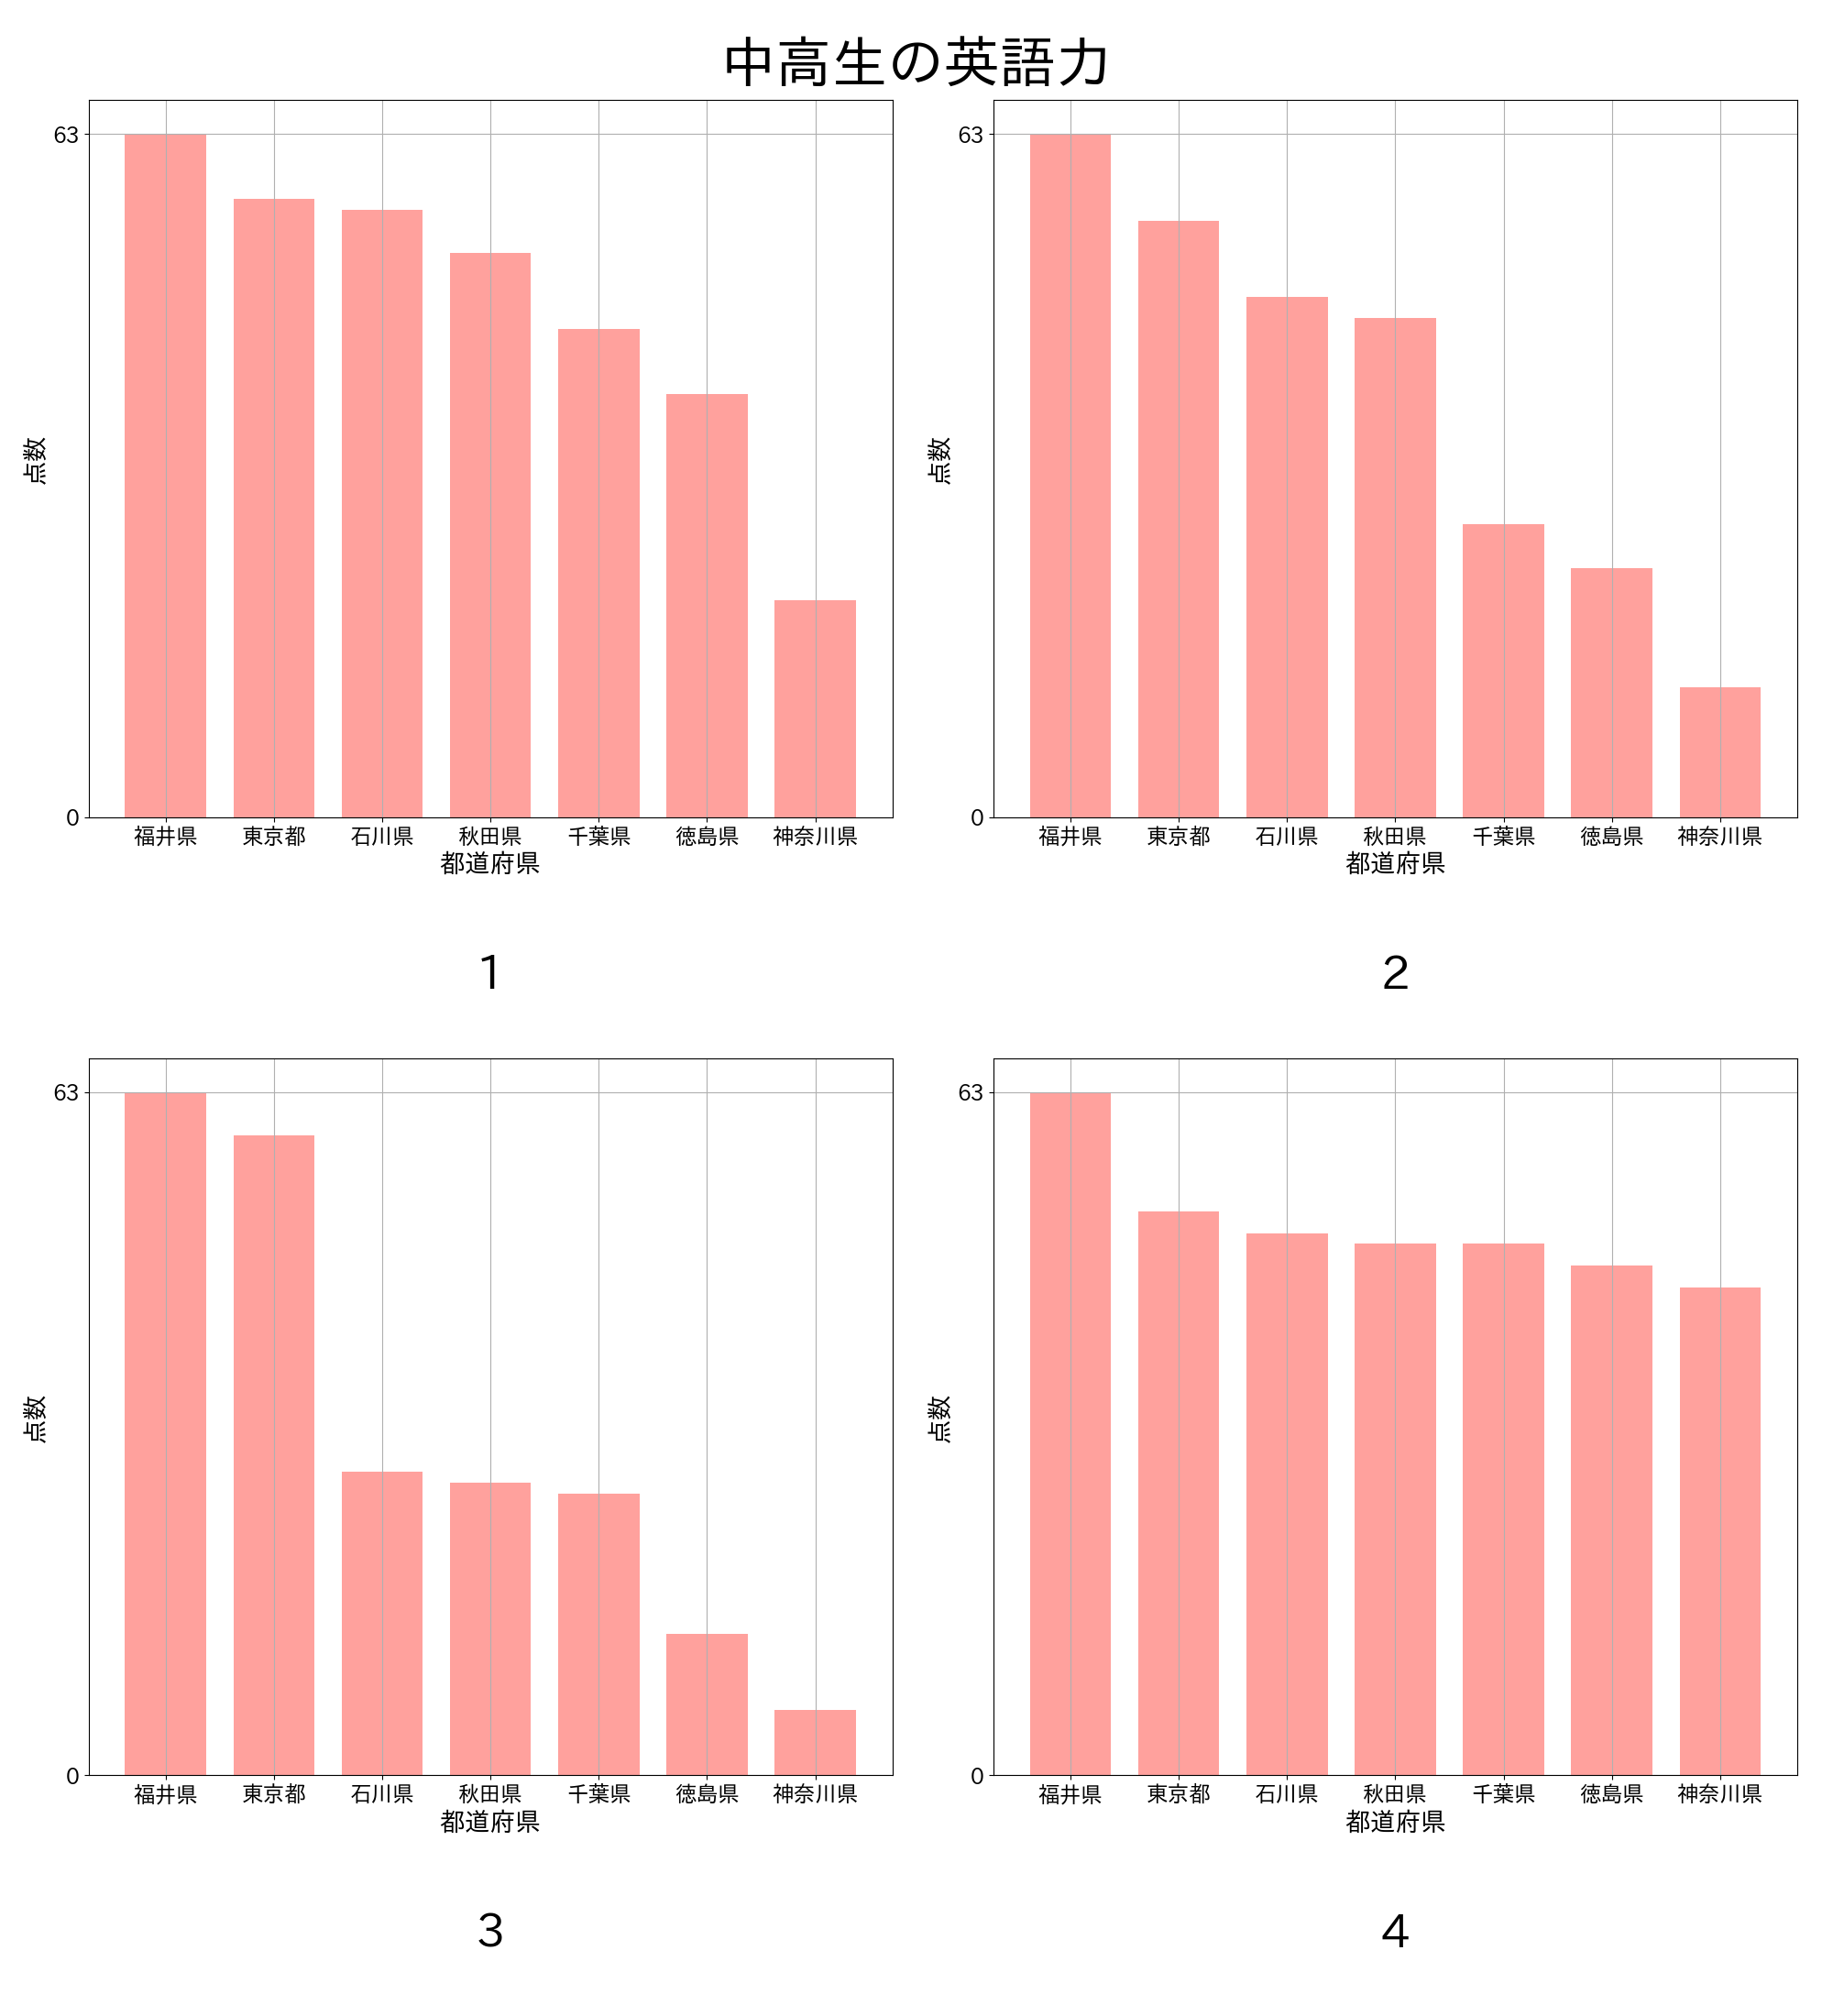 中高生の英語力
63
0
点数
福井県 東京都 石川県 秋田県 千葉県 徳島県 神奈川県
都道府県
1
63
0
点数
福井県 東京都 石川県 秋田県 千葉県 徳島県 神奈川県
都道府県
2
63
0
点数
福井県 東京都 石川県 秋田県 千葉県 徳島県 神奈川県
都道府県
3
63
0
点数
福井県 東京都 石川県 秋田県 千葉県 徳島県 神奈川県
都道府県
4